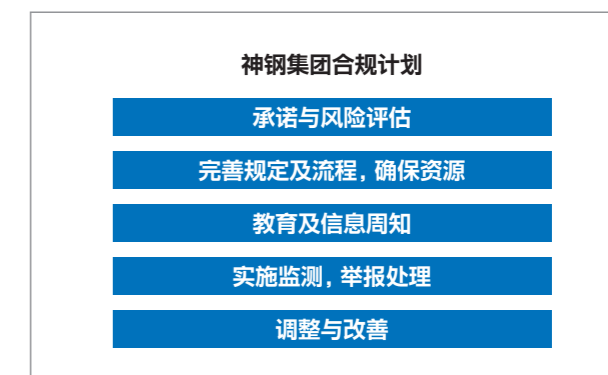 神钢集团合规计划
承诺与风险评估
完善规定及流程，确保资源
教育及信息周知
实施监测，举报处理
调整与改善